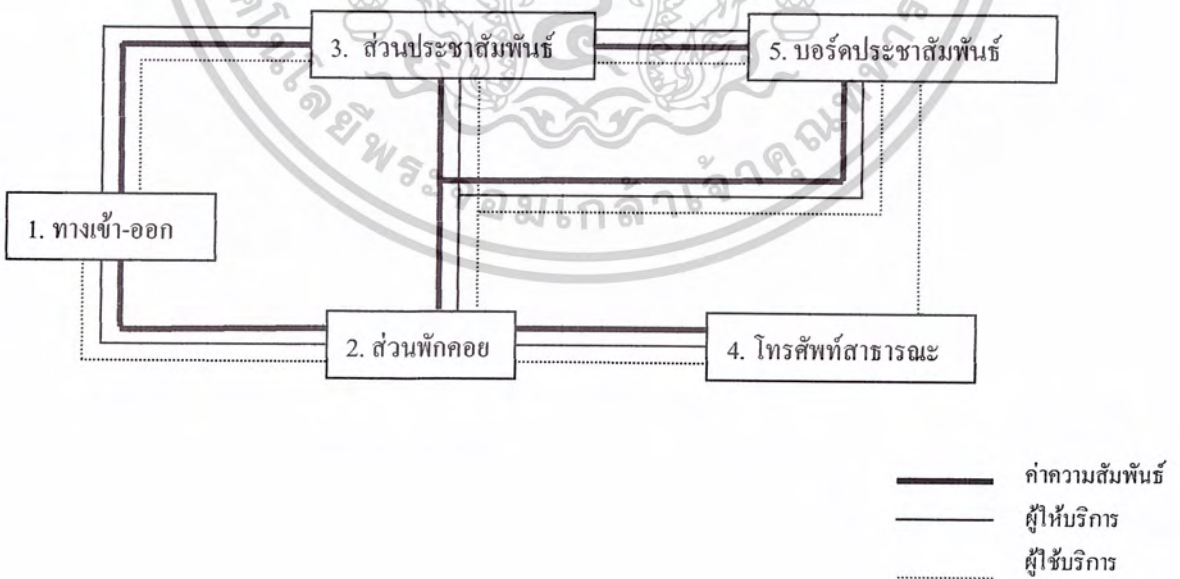 3. ส่วนประชาสัมพันธ์
5. บอร์ดประชาสัมพันธ์
1. ทางเข้า-ออก
2. ส่วนพักคอย
4. โทรศัพท์สาธารณะ
ค่าความสัมพันธ์
ผู้ให้บริการ
ผู้ใช้บริการ